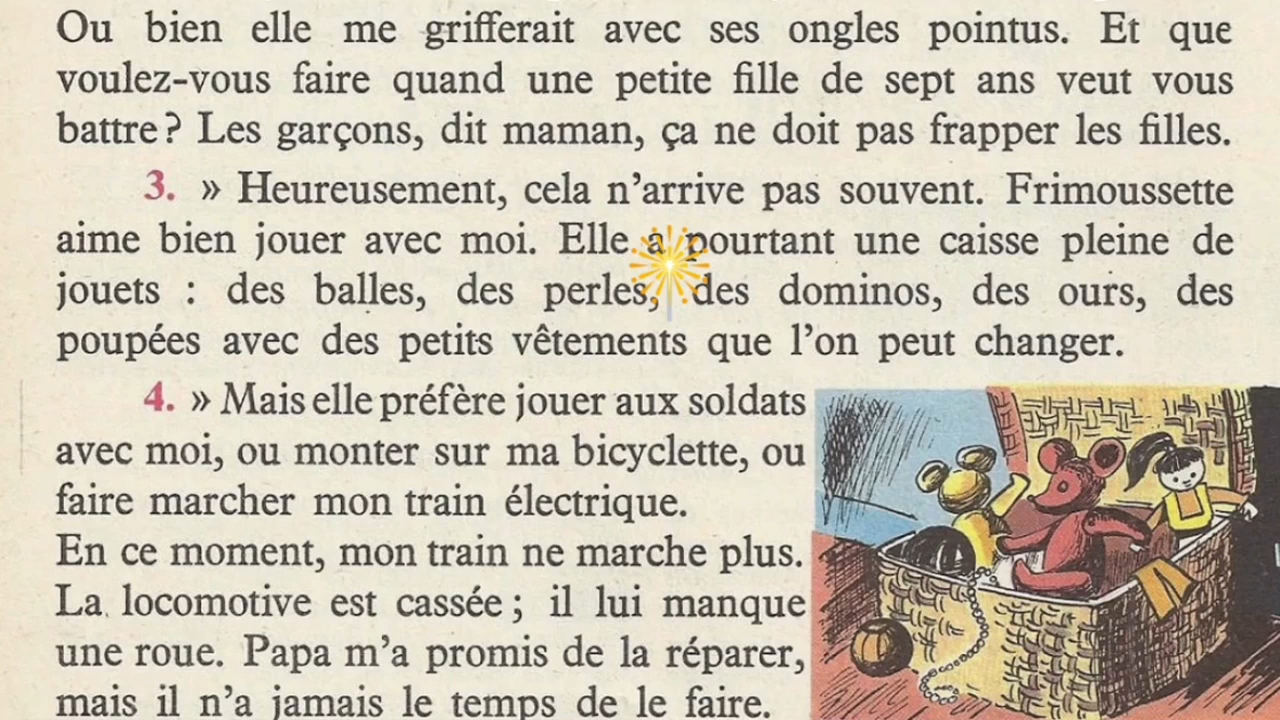 Ou bien elle me grifferait avec ses ongles pointus. Et que
voulez-vous faire quand une petite fille de sept ans veut vous
battre ? Les garçons, dit maman, ça ne doit pas frapper les filles.
3. » Heureusement, cela n’arrive pas souvent. Frimoussette
aime bien jouer avec moi. Elle a pourtant une caisse pleine de
jouets : des balles, des perles, des dominos, des ours, des
poupées avec des petits vêtements que l’on peut changer.
4. » Mais elle préfère jouer aux soldats
avec moi, ou monter sur ma bicyclette, ou
faire marcher mon train électrique.
En ce moment, mon train ne marche plus.
La locomotive est cassée ; il lui manque
une roue. Papa m’a promis de la réparer,
mais il n’a jamais le temps de le faire.